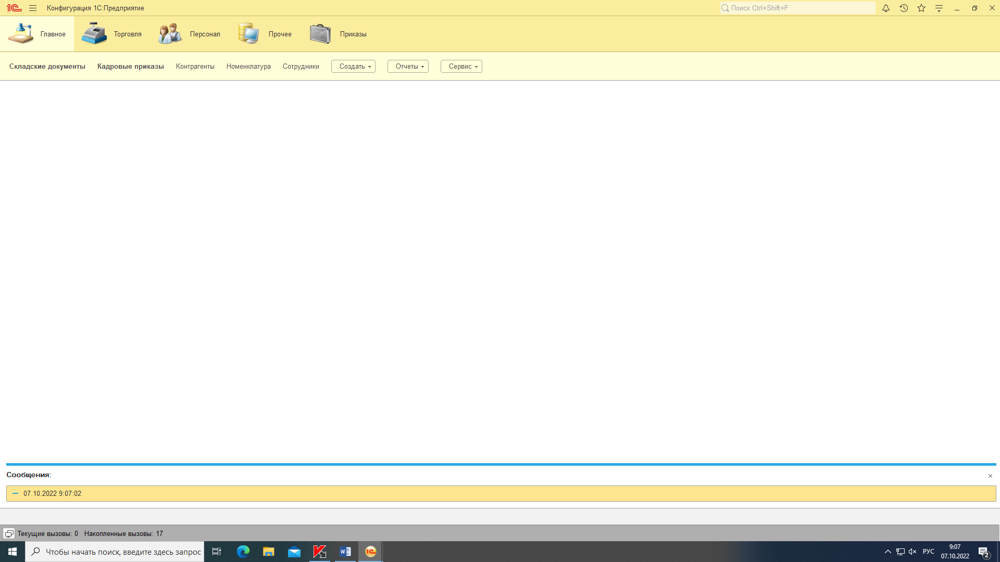 1С Конфигурация 1С:Предприятие Поиск Ctrl+Shift+F
Главное Торговля Персонал Прочее Приказы
Складские документы Кадровые приказы Контрагенты Номенклатура Сотрудники Создать Отчеты Сервис
Сообщения:
07.10.2022 9:07:02
Текущие вызовы: 0 Накопленные вызовы: 17
Чтобы начать поиск, введите здесь запрос
РУС
9:07
07.10.2022
2